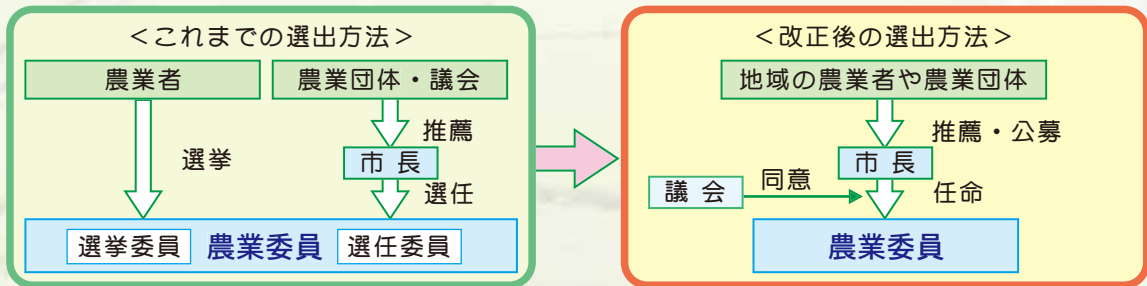 ＜これまでの選出方法＞
農業者
農業団体・議会
推薦
選挙
市 長
選任
選挙委員
農業委員
選任委員
＜改正後の選出方法＞
地域の農業者や農業団体
推薦・公募
市 長
議 会
同意
任命
農業委員